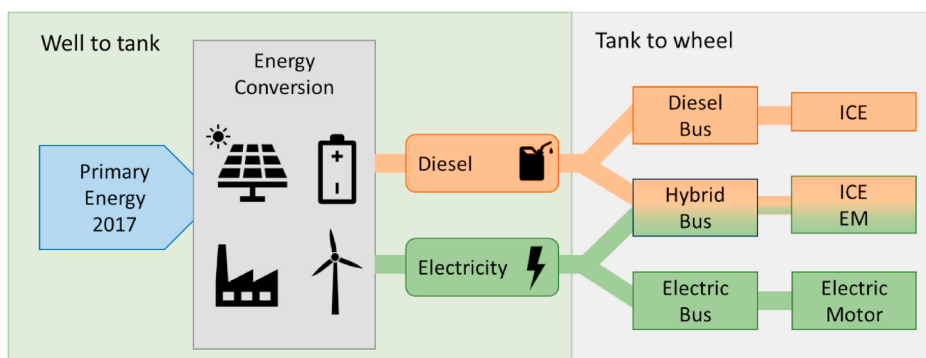 Well to tank
Tank to wheel
Energy
Conversion
Primary
Energy
2017
Diesel
Electricity
Diesel
Bus
ICE
Hybrid
Bus
ICE
EM
Electric
Bus
Electric
Motor